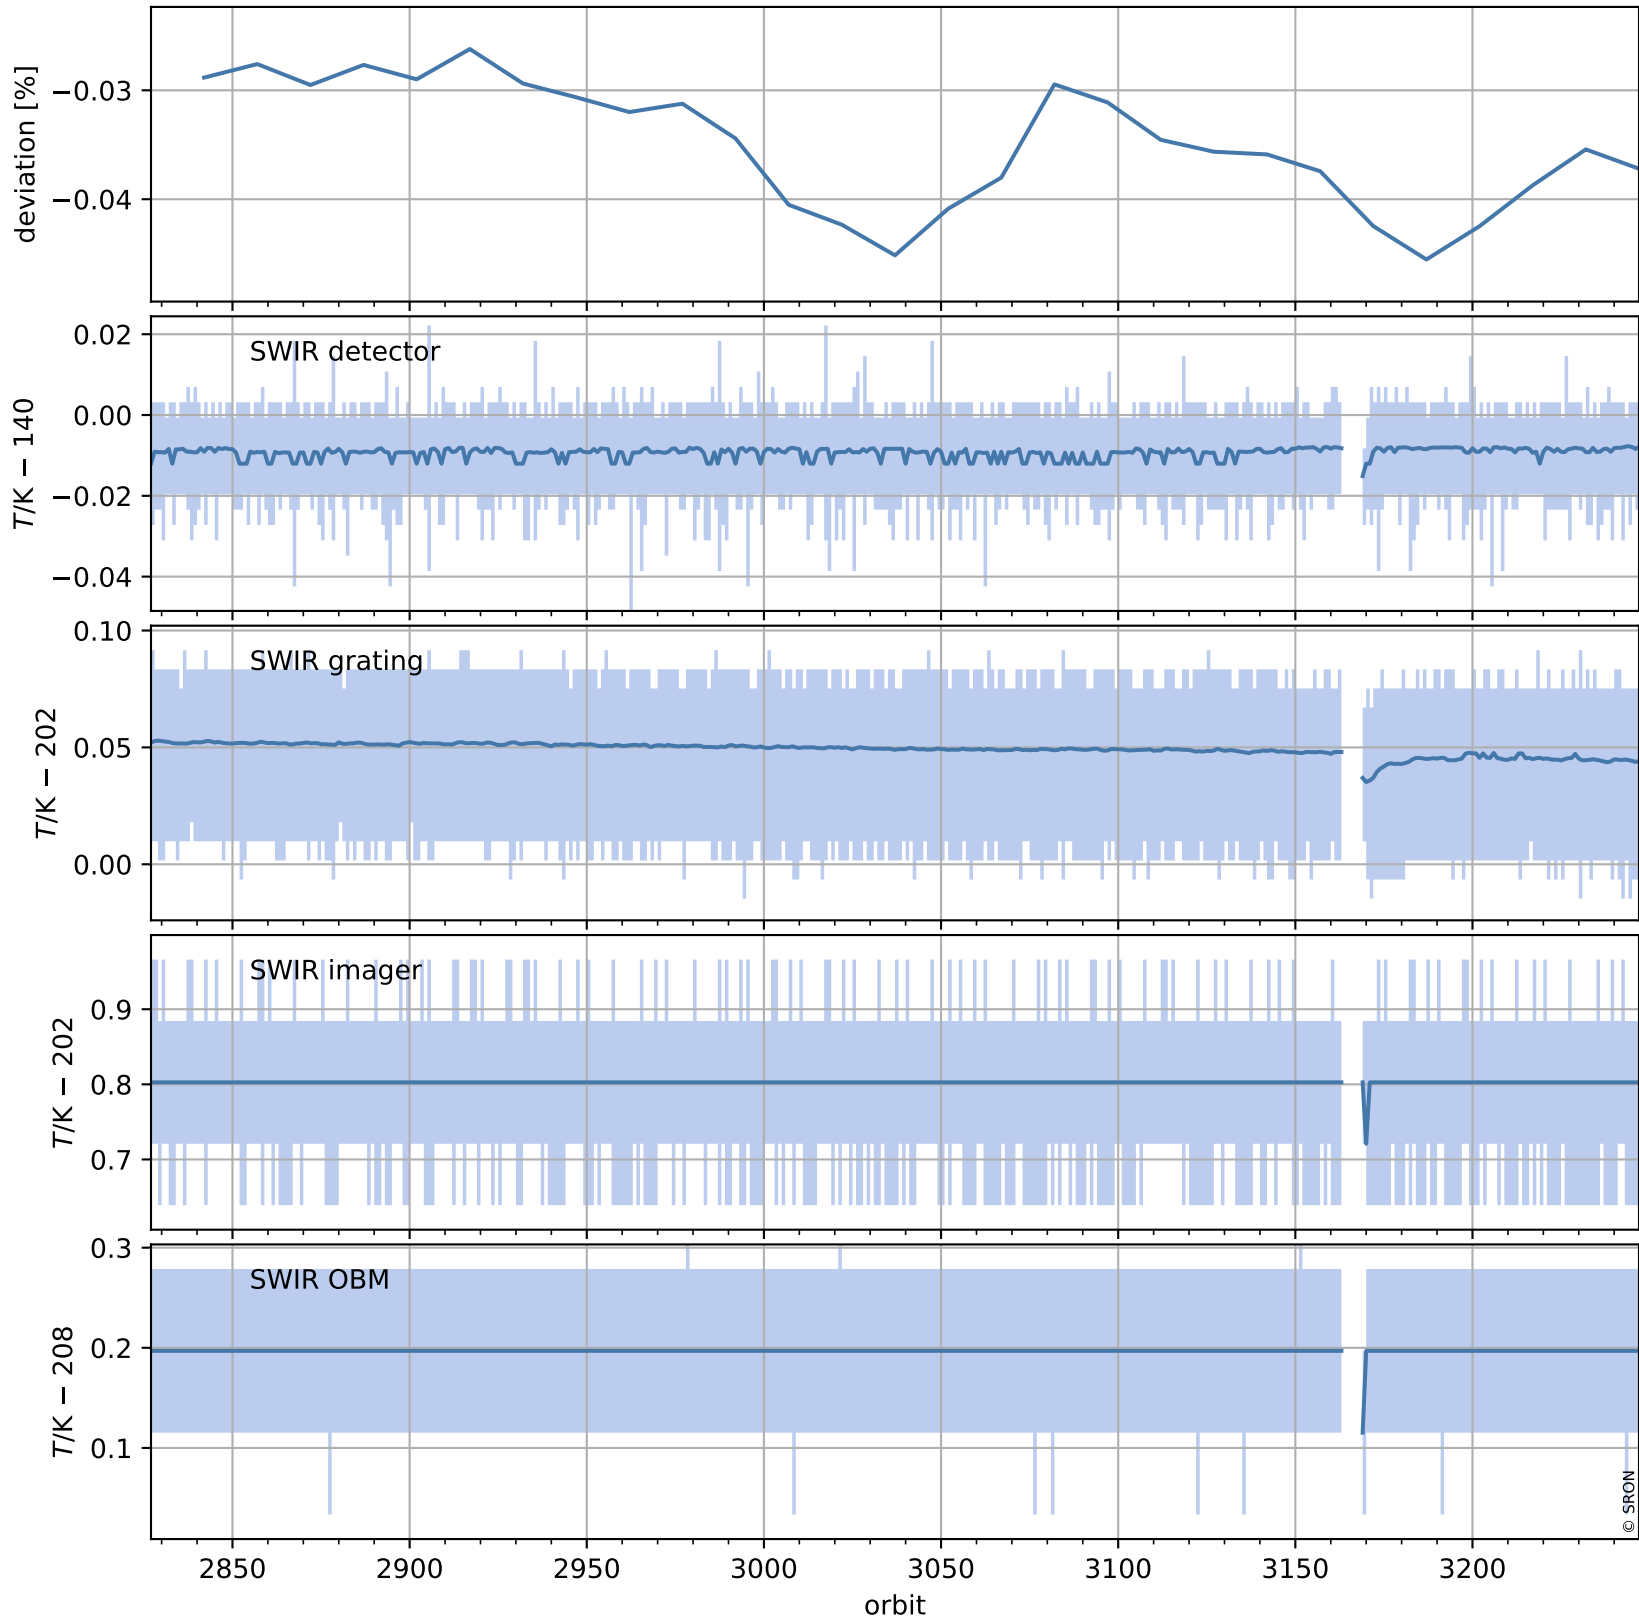 deviation [%]
−0.03
−0.04
T/K − 140
0.02
0.00
−0.02
−0.04
SWIR detector
T/K − 202
0.10
0.05
0.00
SWIR grating
T/K − 202
0.9
0.8
0.7
SWIR imager
T/K − 208
0.3
0.2
0.1
SWIR OBM
© SRON
2850 2900 2950 3000 3050 3100 3150 3200
orbit